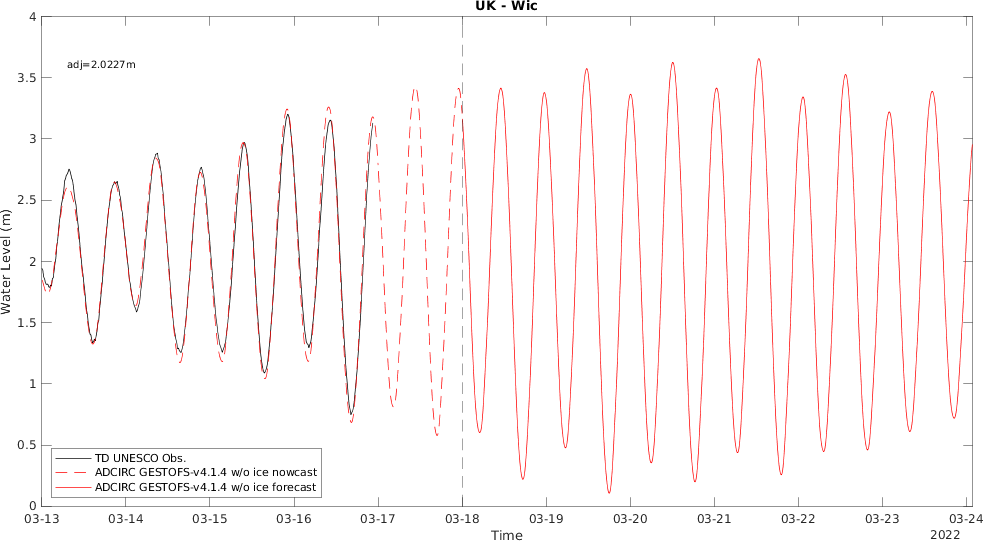 UK - Wic
adj=2.0227m
Water Level (m)
4
3.5
3
2.5
2
1.5
1
0.5
0
TD UNESCO Obs.
ADCIRC GESTOFS-v4.1.4 w/o ice nowcast
ADCIRC GESTOFS-v4.1.4 w/o ice forecast
03-13 03-14 03-15 03-16 03-17 03-18 03-19 03-20 03-21 03-22 03-23 03-24
Time
2022